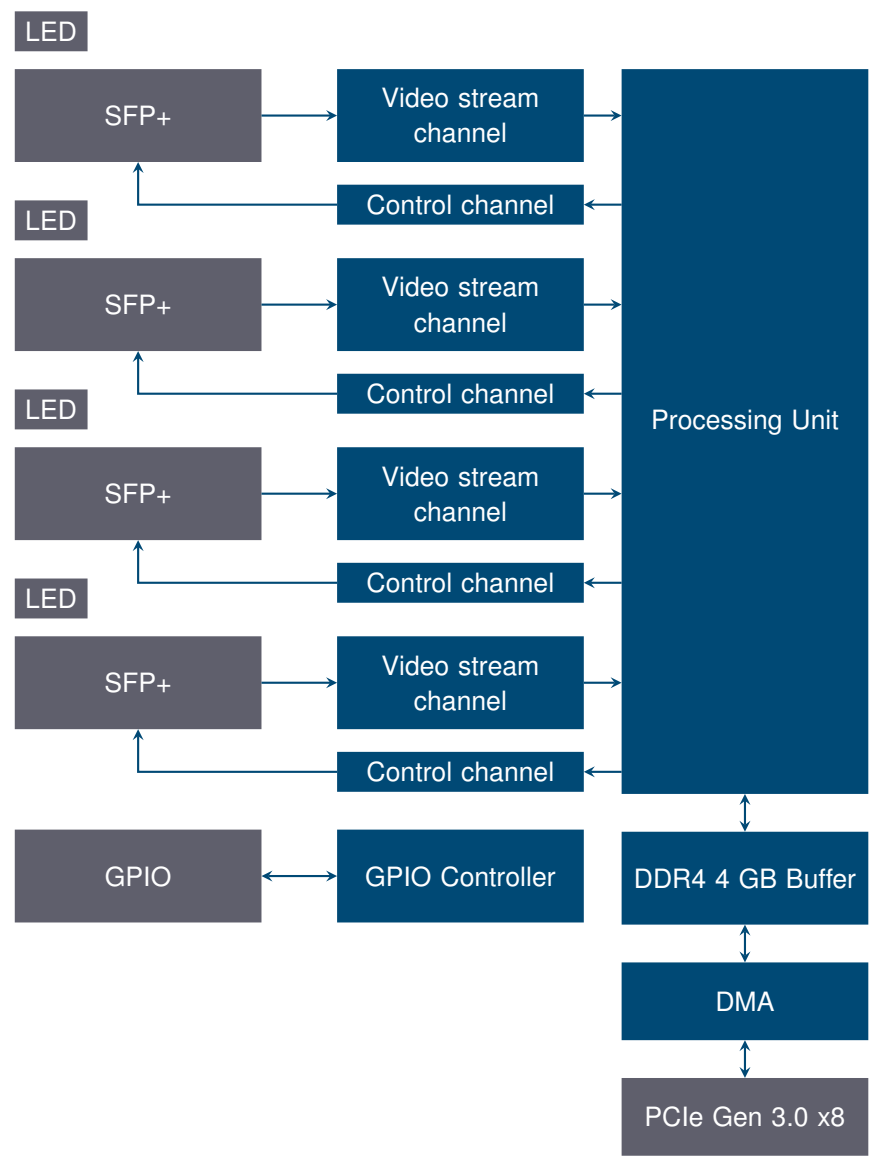 LED
SFP+
Video stream
channel
Control channel
LED
SFP+
Video stream
channel
Control channel
Processing Unit
LED
SFP+
Video stream
channel
Control channel
LED
SFP+
Video stream
channel
Control channel
GPIO
GPIO Controller
DDR4 4 GB Buffer
DMA
PCIe Gen 3.0 x8